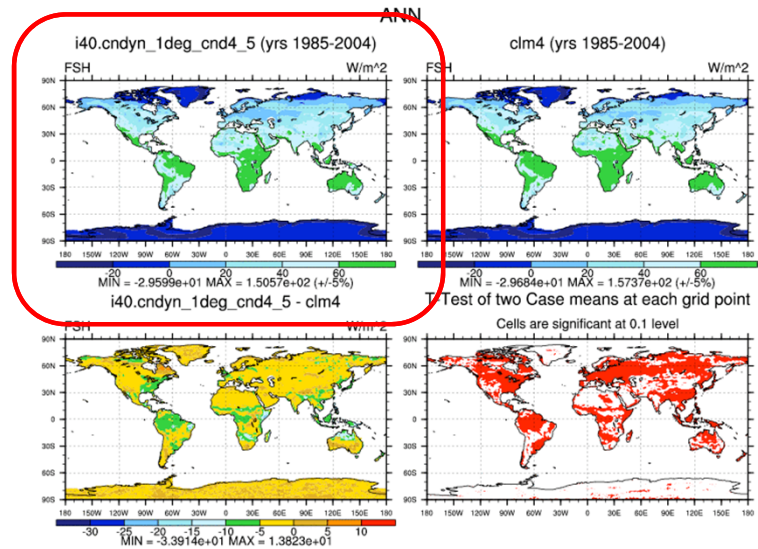 ANN
i40.cndyn_1deg_cnd4_5 (yrs 1985-2004)
clm4 (yrs 1985-2004)
FSH W/m^2
FSH W/m^2
90N
60N
30N
0
30S
60S
90S
90N
60N
30N
0
30S
60S
90S
180 150W 120W 90W 60W 30W 0 30E 60E 90E 120E 150E 180
180 150W 120W 90W 60W 30W 0 30E 60E 90E 120E 150E 180
-20 0 20 40 60
-20 0 20 40 60
MIN = -2.9599e+01 MAX = 1.5057e+02 (+/-5%)
MIN = -2.9684e+01 MAX = 1.5737e+02 (+/-5%)
i40.cndyn_1deg_cnd4_5 - clm4
T-Test of two Case means at each grid point
FSH W/m^2
Cells are significant at 0.1 level
90N
60N
30N
0
30S
60S
90S
90N
60N
30N
0
30S
60S
90S
180 150W 120W 90W 60W 30W 0 30E 60E 90E 120E 150E 180
180 150W 120W 90W 60W 30W 0 30E 60E 90E 120E 150E 180
-30 -25 -20 -15 -10 -5 0 5 10
MIN = -3.3914e+01 MAX = 1.3823e+01